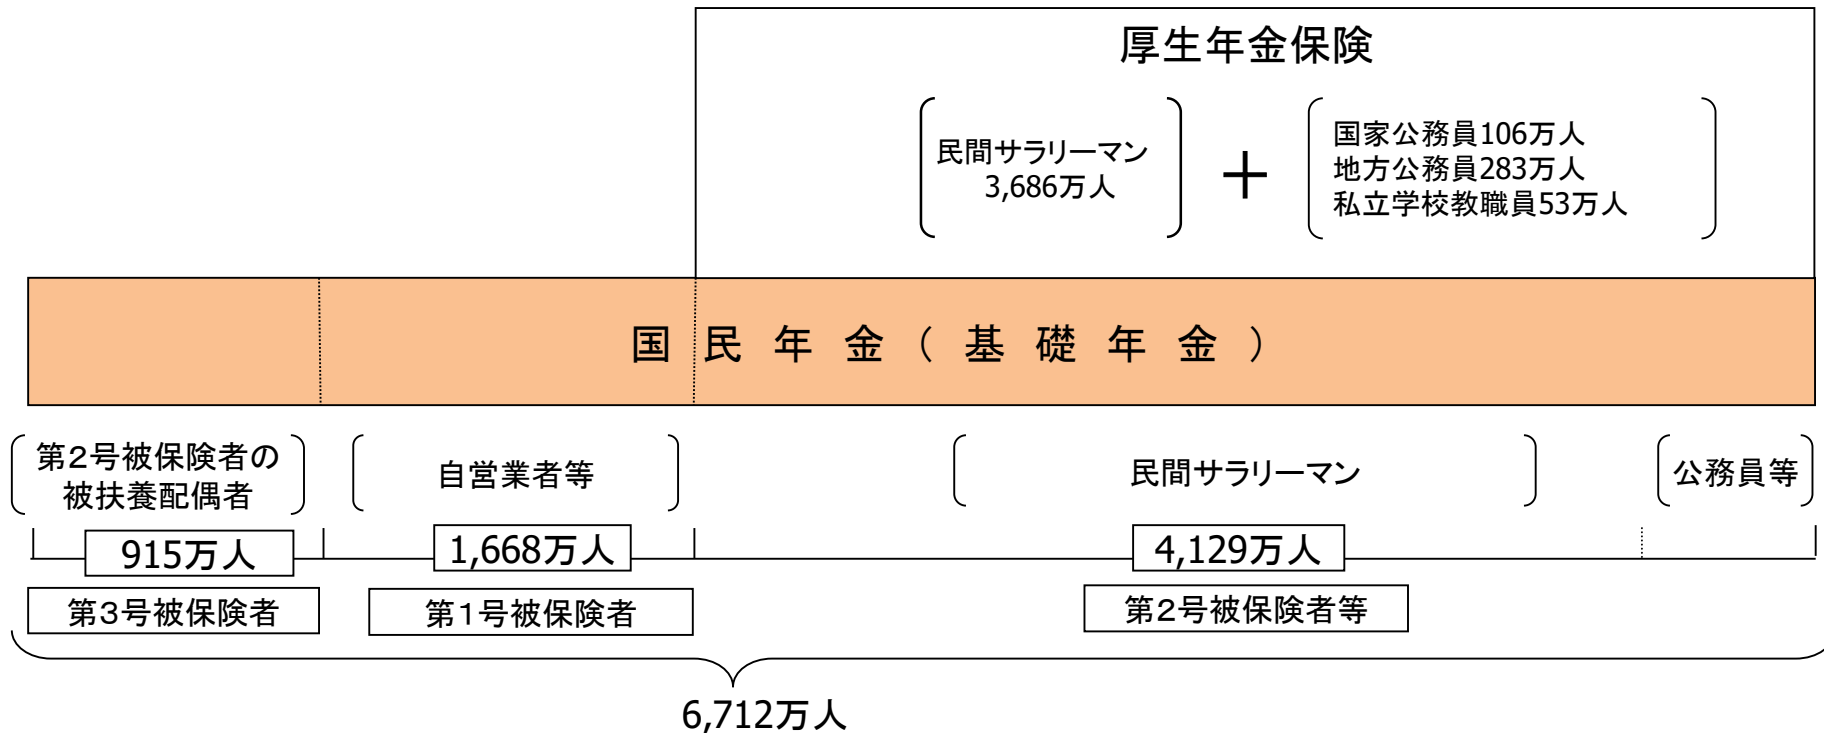 厚生年金保険
民間サラリーマン
3,686万人
＋
国家公務員106万人
地方公務員283万人
私立学校教職員53万人
国民年金(基礎年金)
第2号被保険者の
被扶養配偶者
自営業者等
民間サラリーマン
公務員等
915万人
1,668万人
4,129万人
第3号被保険者
第1号被保険者
第2号被保険者等
6,712万人